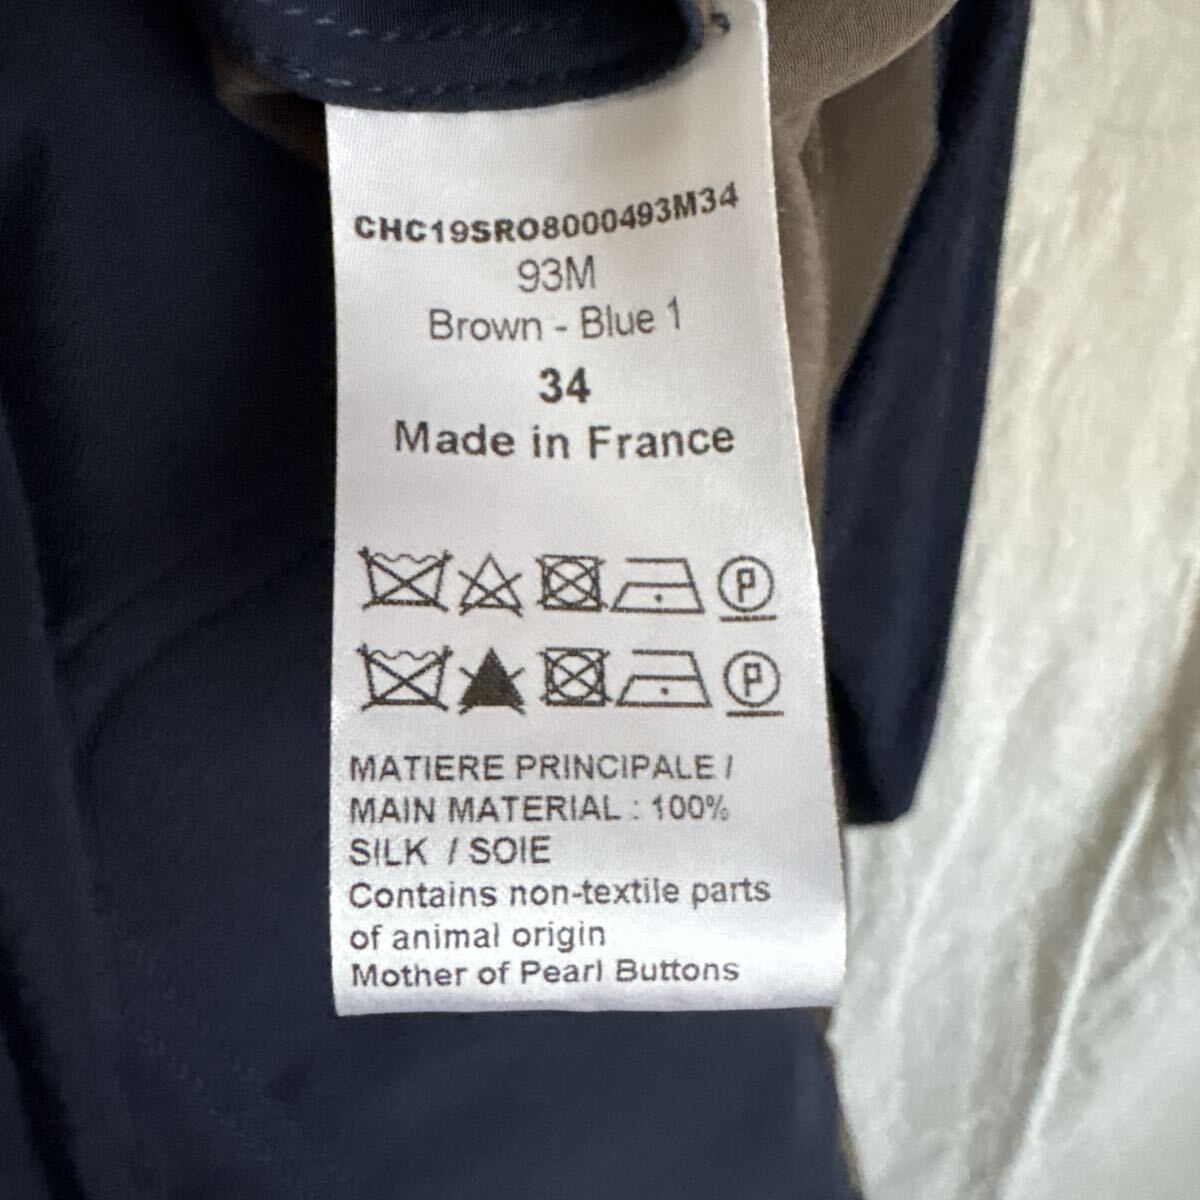 CHC19SRO8000493M34
93M
Brown - Blue 1
34
Made in France
P
P
MATIERE PRINCIPALE /
MAIN MATERIAL : 100%
SILK / SOIE
Contains non-textile parts
of animal origin
Mother of Pearl Buttons